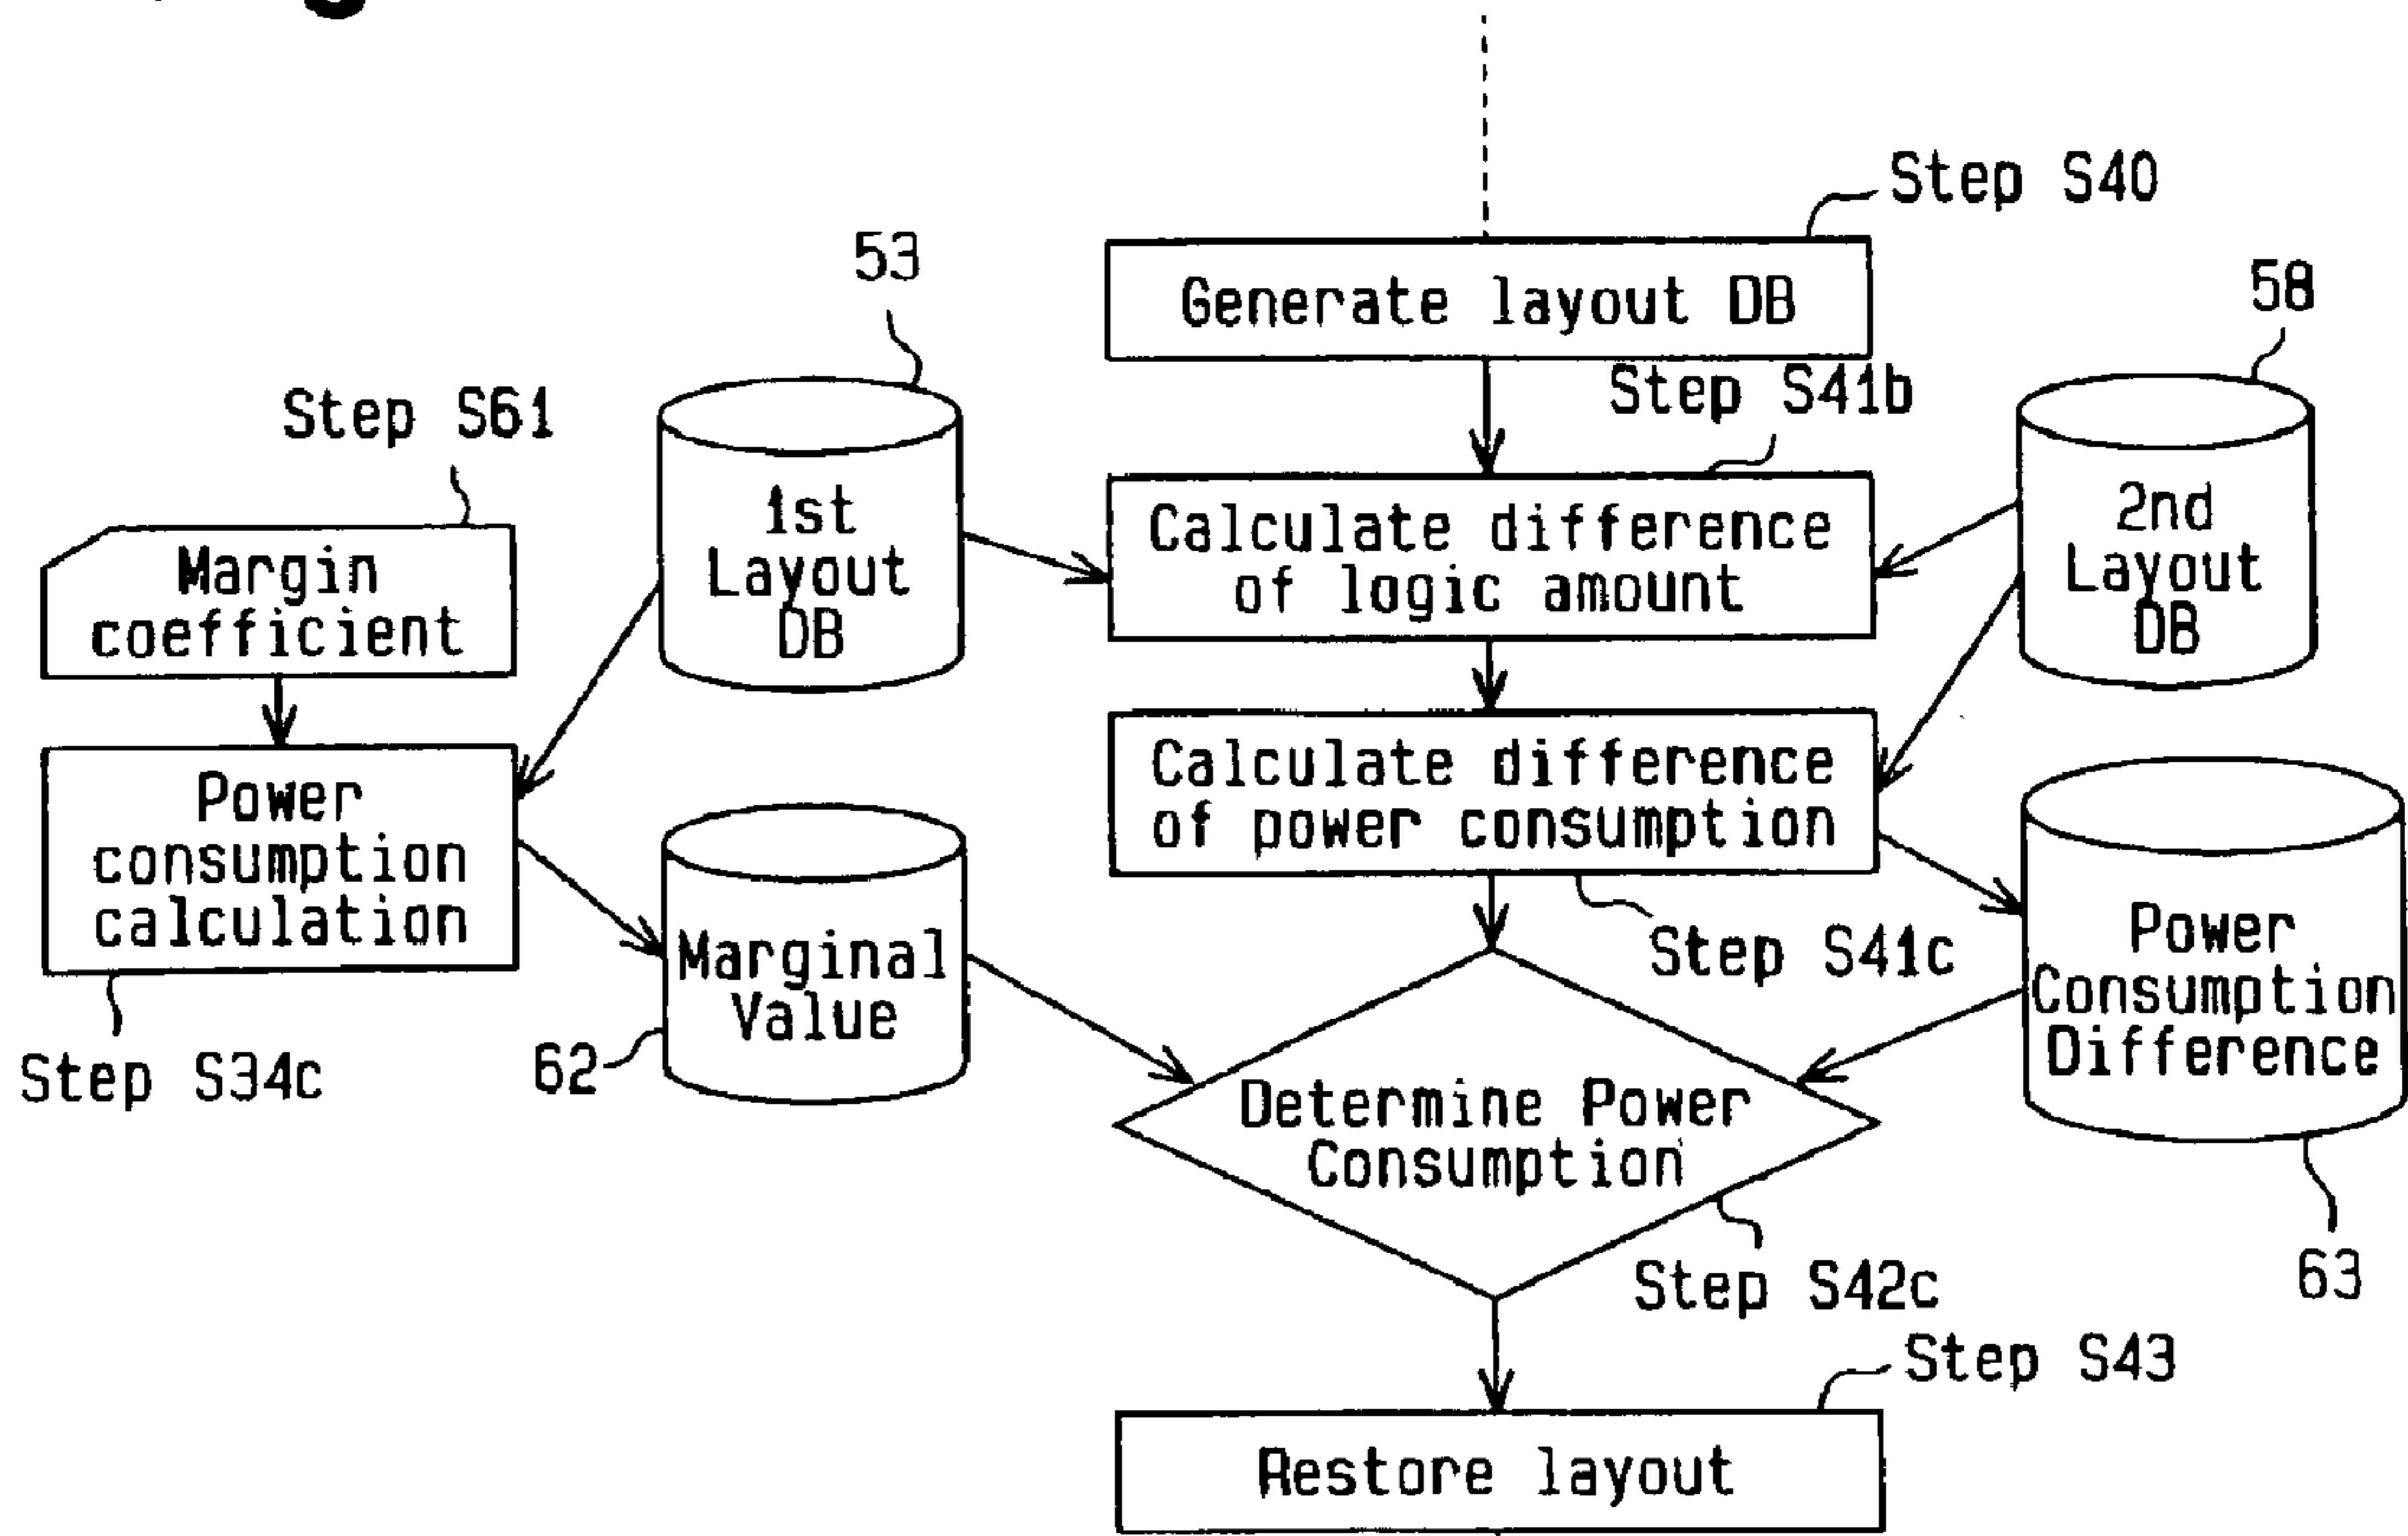 Step S40
Generate layout DB
53
58
Step S41b
Step S61
1st
Layout
DB
Calculate difference
of logic amount
2nd
Layout
DB
Margin
coefficient
Power
consumption
calculation
Calculate difference
of power consumption
Step S41c
Marginal
Value
Power
Consumption
Difference
62
Step S34c
Determine Power
Consumption
Step S42c
63
Step S43
Restore layout